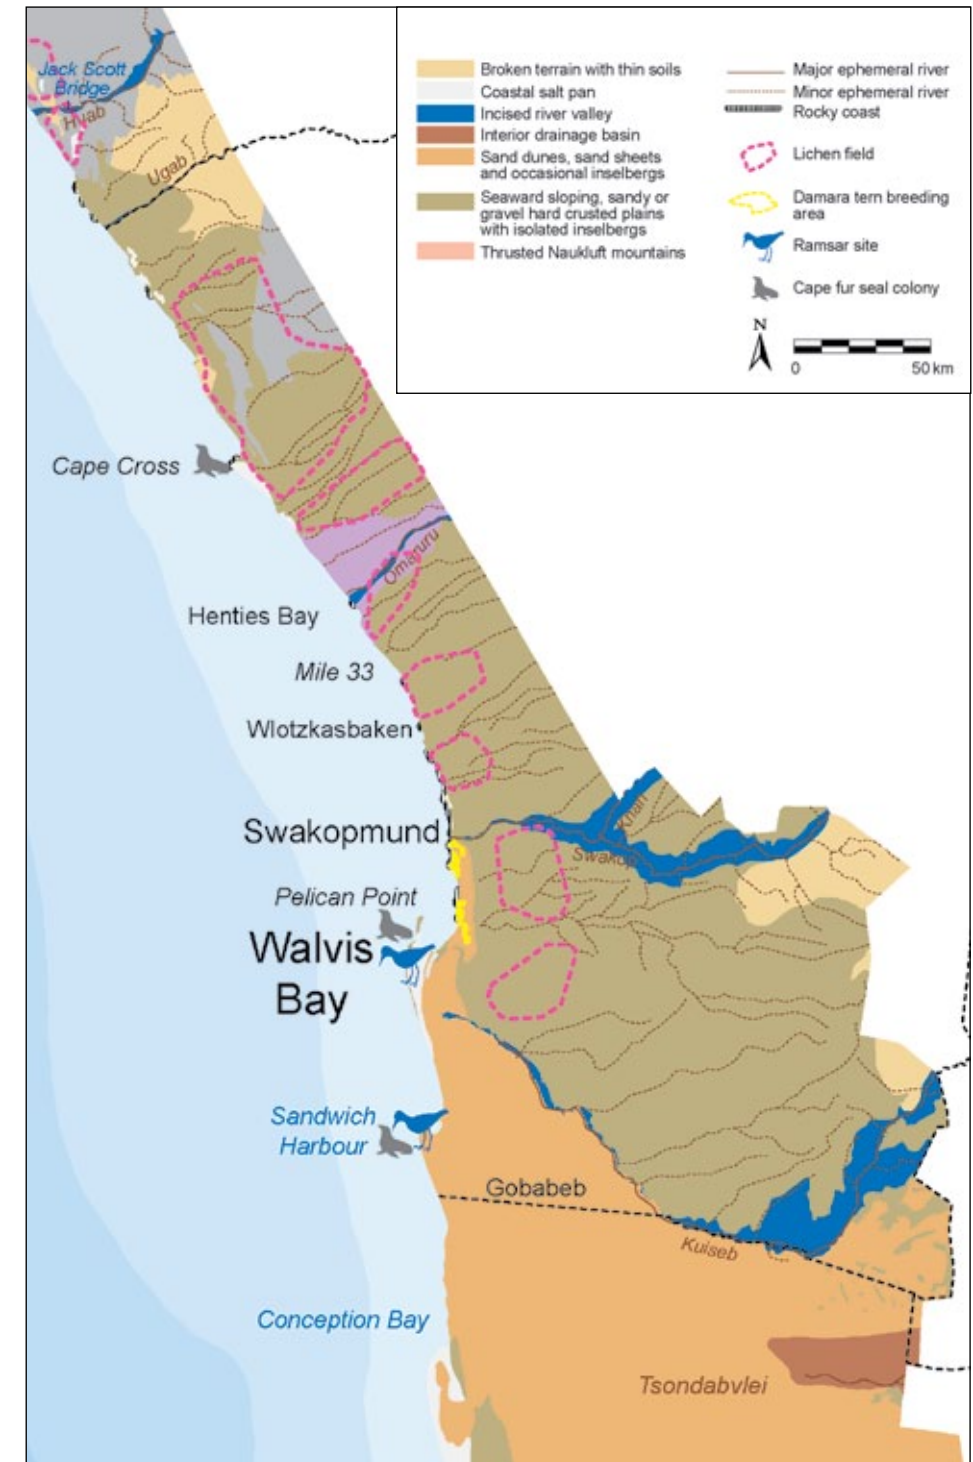 Broken terrain with thin soils
Coastal salt pan
Incised river valley
Interior drainage basin
Sand dunes, sand sheets
and occasional inselbergs
Seaward sloping, sandy or
gravel hard crusted plains
with isolated inselbergs
Thrusted Naukluft mountains
Major ephemeral river
Minor ephemeral river
Rocky coast
Lichen field
Damara tern breeding
area
Ramsar site
Cape fur seal colony
N
0 50 km
Jack Scott
Bridge
Huab
Ugab
Cape Cross
Omaruru
Henties Bay
Mile 33
Wlotzkasbaken
Swakopmund
Khan
Swakop
Pelican Point
Walvis
Bay
Sandwich
Harbour
Gobabeb
Kuiseb
Conception Bay
Tsondabvlei